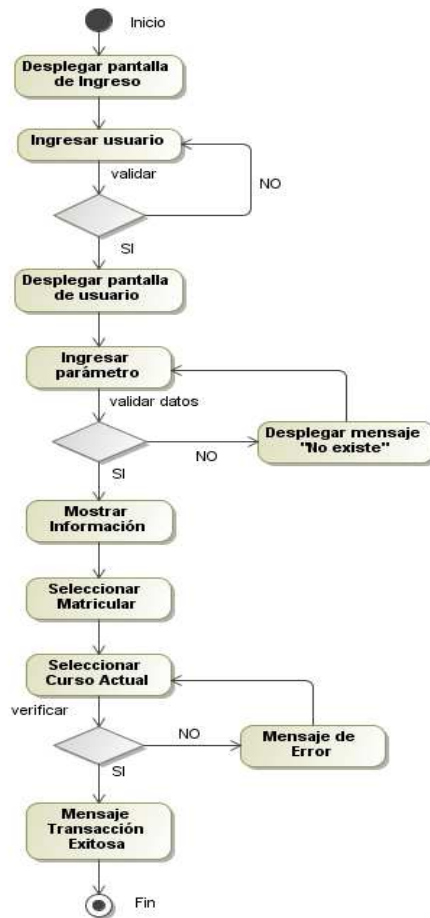 Inicio
Desplegar pantalla
de Ingreso
Ingresar usuario
validar
NO
SI
Desplegar pantalla
de usuario
Ingresar
parámetro
validar datos
NO
Desplegar mensaje
"No existe"
SI
Mostrar
Información
Seleccionar
Matricular
Seleccionar
Curso Actual
verificar
NO
Mensaje de
Error
SI
Mensaje
Transacción
Exitosa
Fin